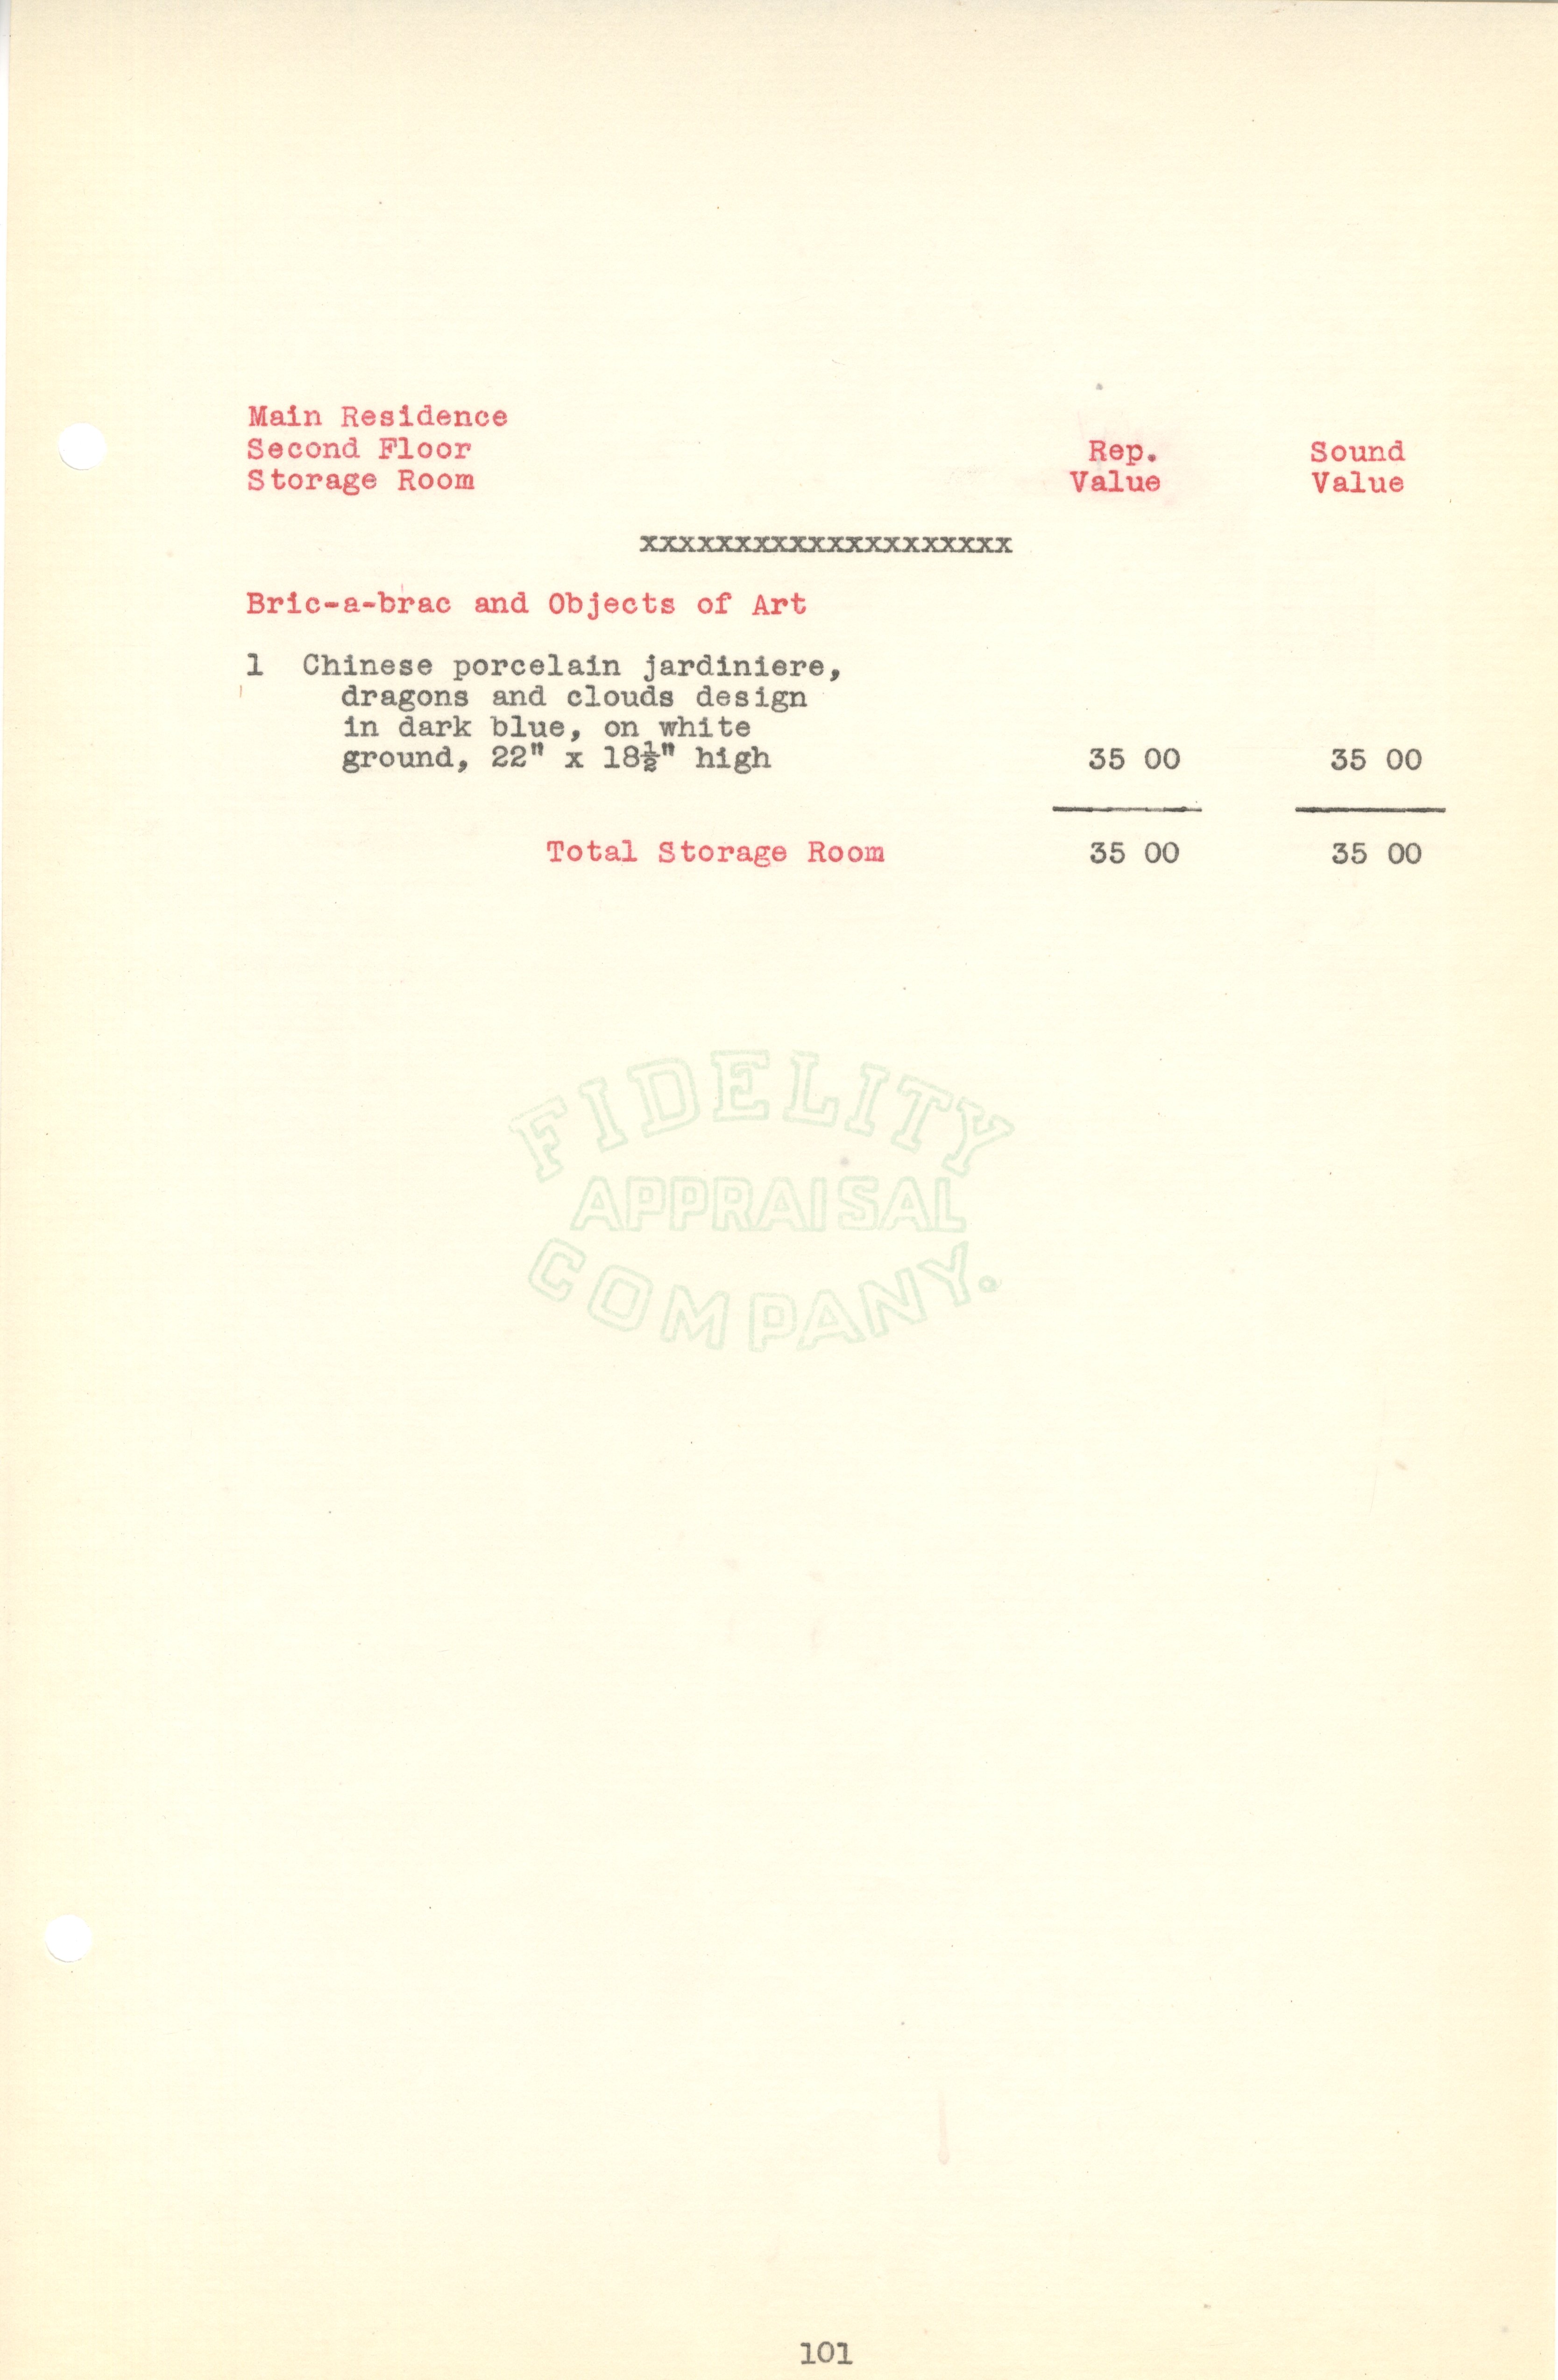 Main Residence
Second Floor Rep. Sound
Storage Room Value Value
xxxxxxxxxxxxxxxxxxxx
Bric-a-brac and Objects of Art
1 Chinese porcelain jardiniere,
dragons and clouds design
in dark blue, on white
ground, 22" x 18½" high 35 00 35 00
Total Storage Room 35 00 35 00
FIDELITY
APPRAISAL
COMPANY.
101